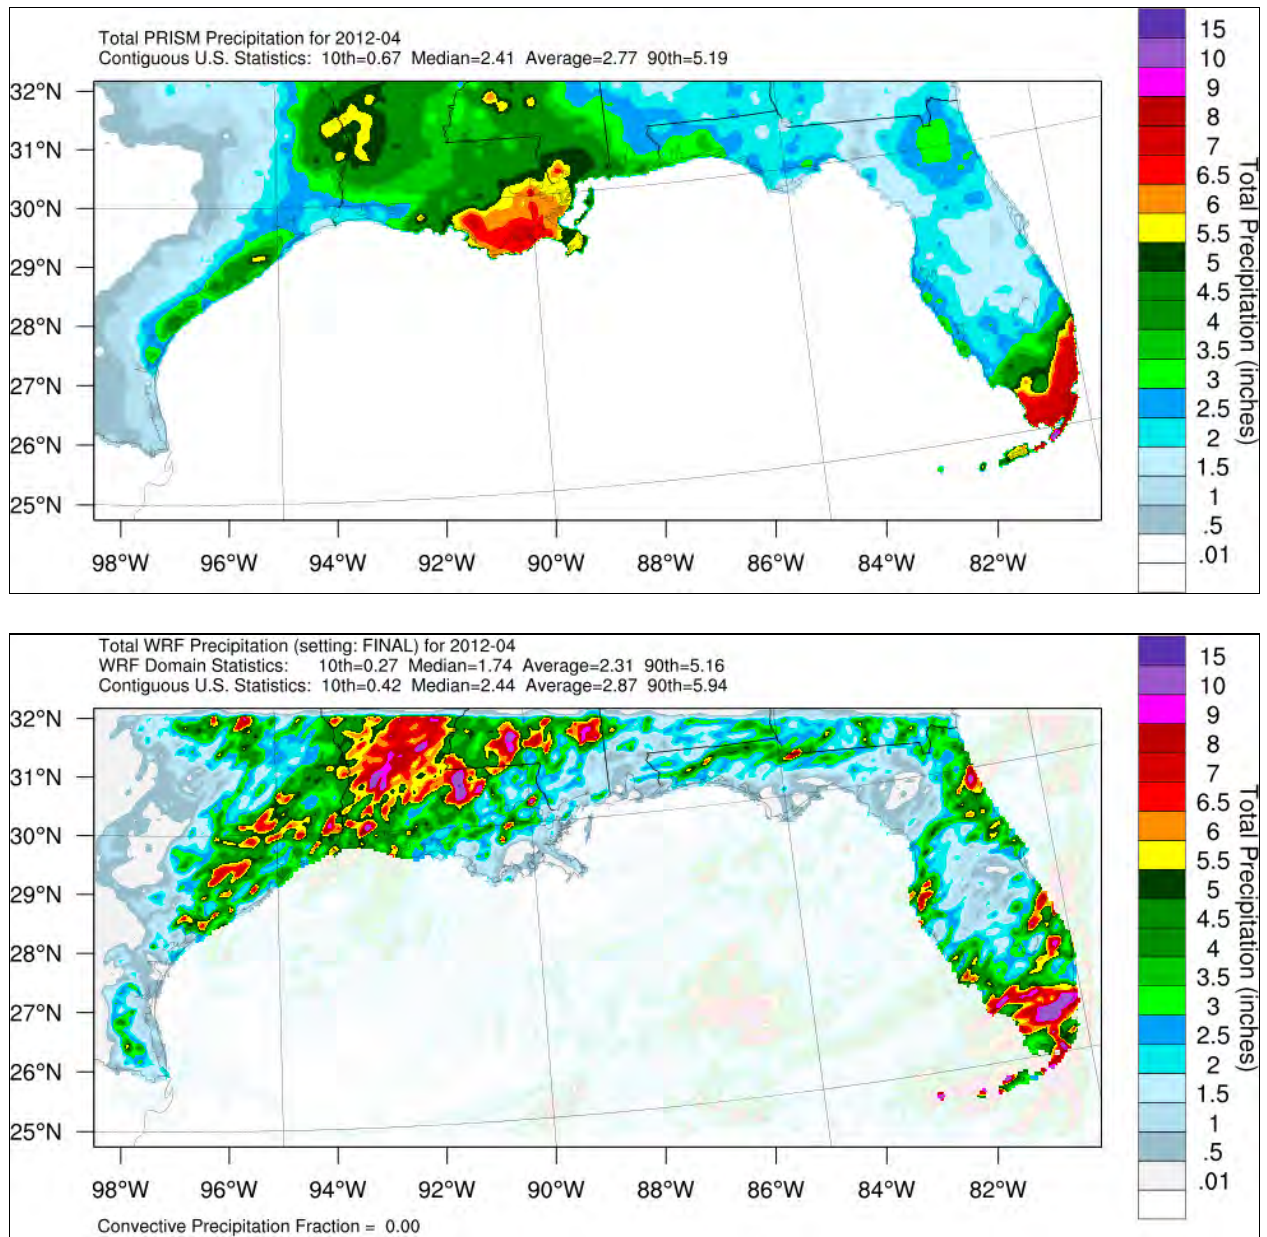 Total PRISM Precipitation for 2012-04
Contiguous U.S. Statistics: 10th=0.67 Median=2.41 Average=2.77 90th=5.19
32°N
31°N
30°N
29°N
28°N
27°N
26°N
25°N
98°W 96°W 94°W 92°W 90°W 88°W 86°W 84°W 82°W
15
10
9
8
7
6.5
6
5.5
5
4.5
4
3.5
3
2.5
2
1.5
1
.5
.01
Total Precipitation (inches)
Total WRF Precipitation (setting: FINAL) for 2012-04
WRF Domain Statistics: 10th=0.27 Median=1.74 Average=2.31 90th=5.16
Contiguous U.S. Statistics: 10th=0.42 Median=2.44 Average=2.87 90th=5.94
32°N
31°N
30°N
29°N
28°N
27°N
26°N
25°N
98°W 96°W 94°W 92°W 90°W 88°W 86°W 84°W 82°W
15
10
9
8
7
6.5
6
5.5
5
4.5
4
3.5
3
2.5
2
1.5
1
.5
.01
Total Precipitation (inches)
Convective Precipitation Fraction = 0.00